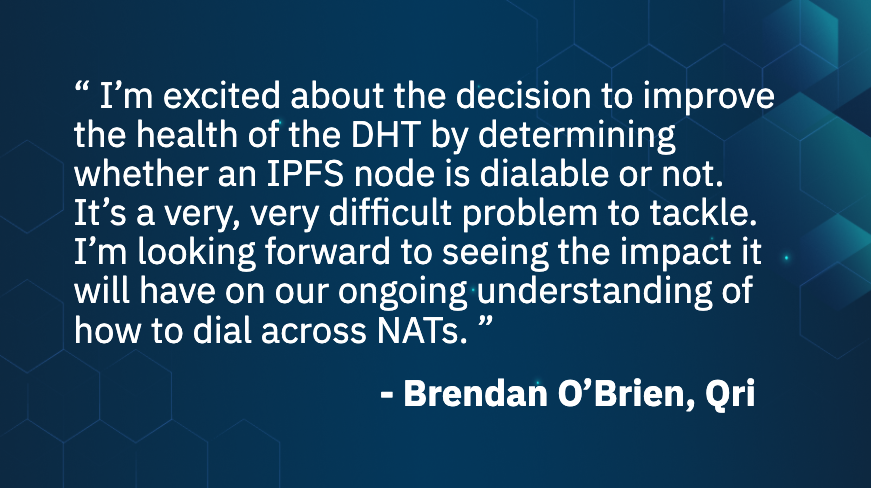 “ I’m excited about the decision to improve
the health of the DHT by determining
whether an IPFS node is dialable or not.
It’s a very, very difficult problem to tackle.
I’m looking forward to seeing the impact it
will have on our ongoing understanding of
how to dial across NATs. ”
- Brendan O’Brien, Qri